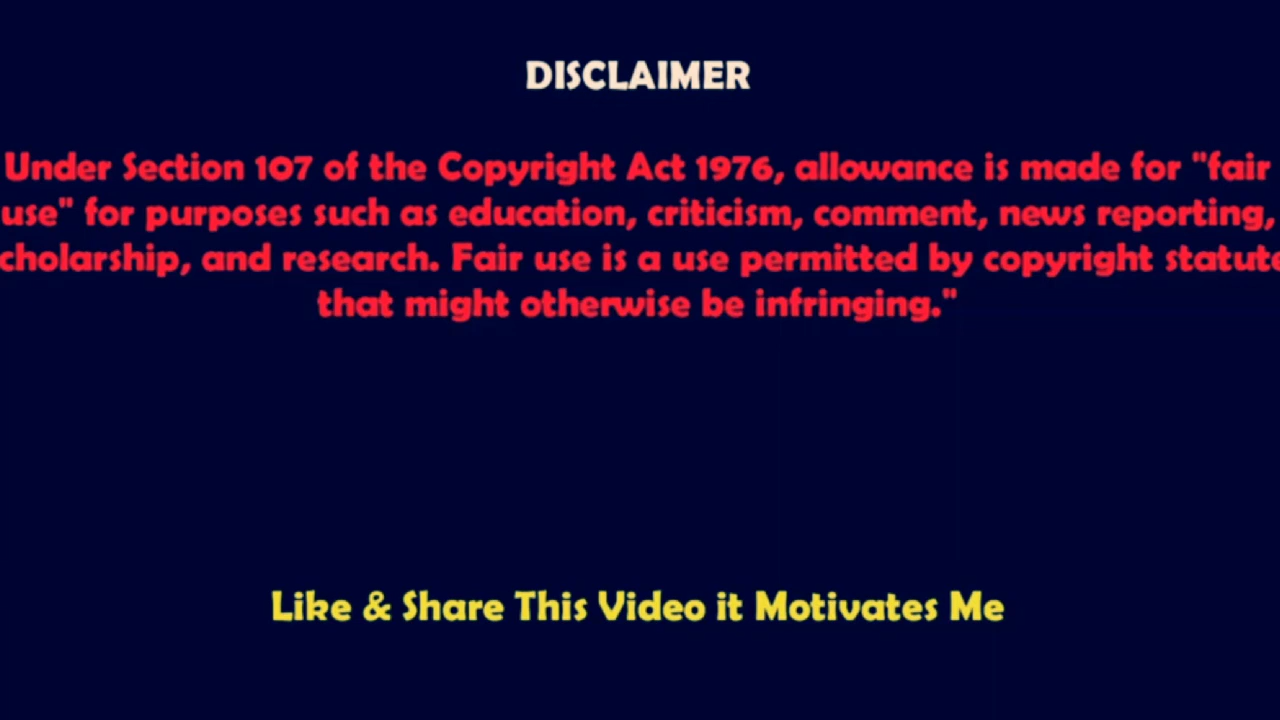 DISCLAIMER
Under Section 107 of the Copyright Act 1976, allowance is made for "fair
use" for purposes such as education, criticism, comment, news reporting,
cholarship, and research. Fair use is a use permitted by copyright statute
that might otherwise be infringing."
Like & Share This Video it Motivates Me